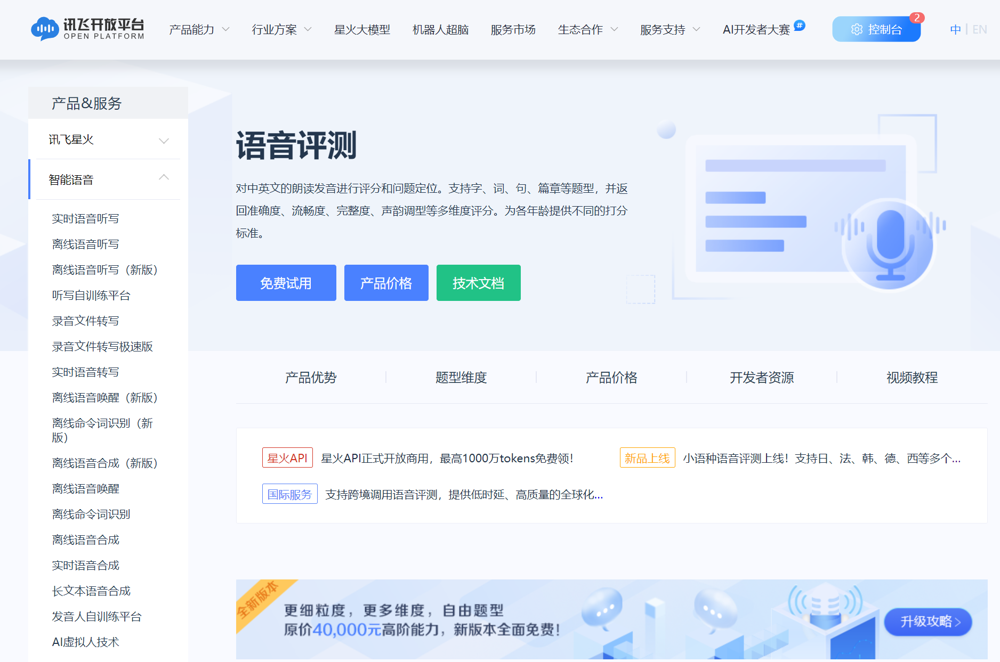 讯飞开放平台
OPEN PLATFORM
产品能力
行业方案
星火大模型
机器人超脑
服务市场
生态合作
服务支持
AI开发者大赛
#
控制台
2
中 | EN
产品&服务
讯飞星火
智能语音
实时语音听写
离线语音听写
离线语音听写（新版）
听写自训练平台
录音文件转写
录音文件转写极速版
实时语音转写
离线语音唤醒（新版）
离线命令词识别（新
版）
离线语音合成（新版）
离线语音唤醒
离线命令词识别
离线语音合成
实时语音合成
长文本语音合成
发音人自训练平台
AI虚拟人技术
语音评测
对中英文的朗读发音进行评分和问题定位。支持字、词、句、篇章等题型，并返
回准确度、流畅度、完整度、声韵调型等多维度评分。为各年龄提供不同的打分
标准。
免费试用
产品价格
技术文档
产品优势
题型维度
产品价格
开发者资源
视频教程
星火API 星火API正式开放商用，最高1000万tokens免费领！
新品上线 小语种语音评测上线！支持日、法、韩、德、西等多个...
国际服务 支持跨境调用语音评测，提供低时延、高质量的全球化...
全新版本
更细粒度，更多维度，自由题型
原价40,000元高阶能力，新版本全面免费！
升级攻略